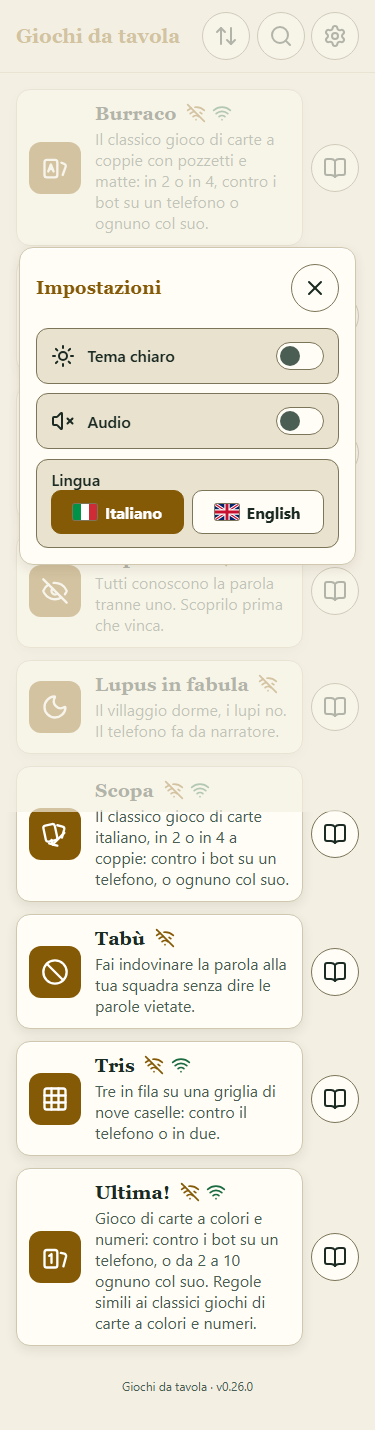 Giochi da tavola
Burraco
Il classico gioco di carte a
coppie con pozzetti e
matte: in 2 o in 4, contro i
bot su un telefono o
ognuno col suo.
Impostazioni
Tema chiaro
Audio
Lingua
Italiano
English
Tutti conoscono la parola
tranne uno. Scoprilo prima
che vinca.
Lupus in fabula
Il villaggio dorme, i lupi no.
Il telefono fa da narratore.
Scopa
Il classico gioco di carte
italiano, in 2 o in 4 a
coppie: contro i bot su un
telefono, o ognuno col suo.
Tabù
Fai indovinare la parola alla
tua squadra senza dire le
parole vietate.
Tris
Tre in fila su una griglia di
nove caselle: contro il
telefono o in due.
Ultima!
Gioco di carte a colori e
numeri: contro i bot su un
telefono, o da 2 a 10
ognuno col suo. Regole
simili ai classici giochi di
carte a colori e numeri.
Giochi da tavola · v0.26.0